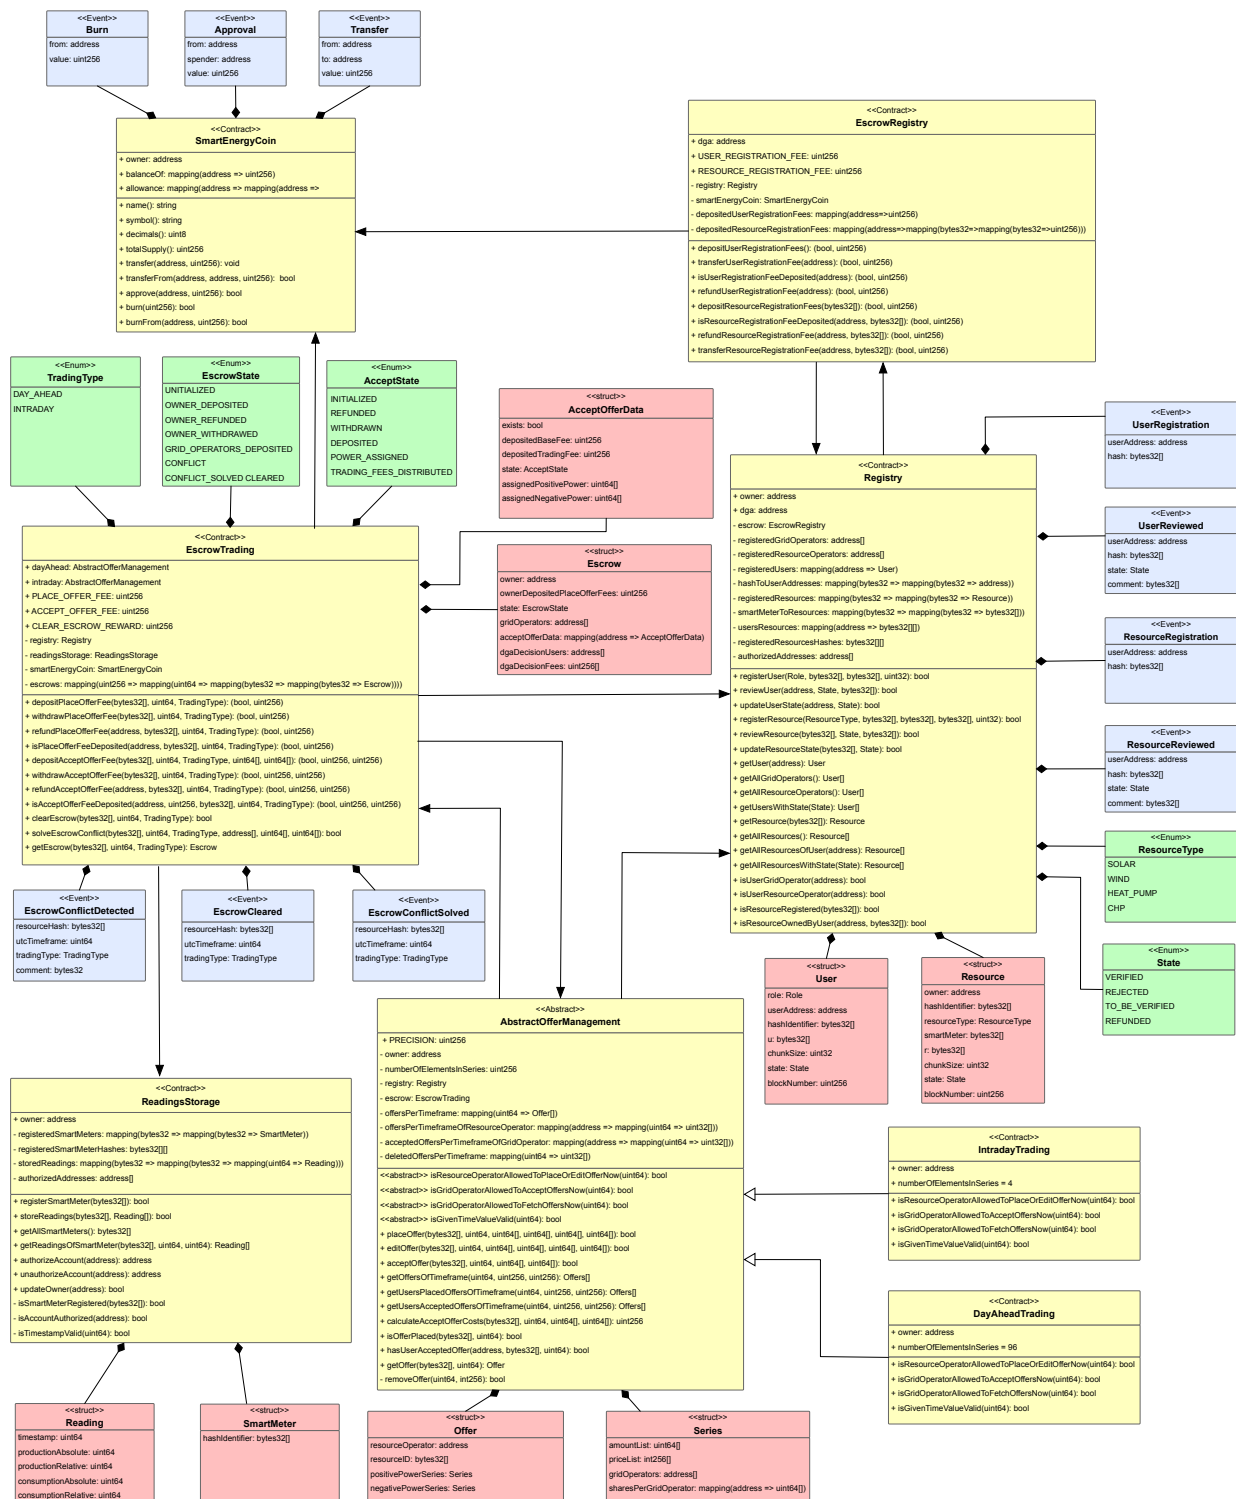 <<Event>>
Burn
from: address
value: uint256
<<Event>>
Approval
from: address
spender: address
value: uint256
<<Event>>
Transfer
from: address
to: address
value: uint256
<<Contract>>
SmartEnergyCoin
+ owner: address
+ balanceOf: mapping(address => uint256)
+ allowance: mapping(address => mapping(address =>
+ name(): string
+ symbol(): string
+ decimals(): uint8
+ totalSupply(): uint256
+ transfer(address, uint256): void
+ transferFrom(address, address, uint256):  bool
+ approve(address, uint256): bool
+ burn(uint256): bool
+ burnFrom(address, uint256): bool
<<Contract>>
EscrowRegistry
+ dga: address
+ USER_REGISTRATION_FEE: uint256
+ RESOURCE_REGISTRATION_FEE: uint256
- registry: Registry
- smartEnergyCoin: SmartEnergyCoin
- depositedUserRegistrationFees: mapping(address=>uint256)
- depositedResourceRegistrationFees: mapping(address=>mapping(bytes32=>mapping(bytes32=>uint256)))
+ depositUserRegistrationFees(): (bool, uint256)
+ transferUserRegistrationFee(address): (bool, uint256)
+ isUserRegistrationFeeDeposited(address): (bool, uint256)
+ refundUserRegistrationFee(address): (bool, uint256)
+ depositResourceRegistrationFees(bytes32[]): (bool, uint256)
+ isResourceRegistrationFeeDeposited(address, bytes32[]): (bool, uint256)
+ refundResourceRegistrationFee(address, bytes32[]): (bool, uint256)
+ transferResourceRegistrationFee(address, bytes32[]): (bool, uint256)
<<Enum>>
TradingType
DAY_AHEAD
INTRADAY
<<Enum>>
EscrowState
UNITIALIZED
OWNER_DEPOSITED
OWNER_REFUNDED
OWNER_WITHDRAWED
GRID_OPERATORS_DEPOSITED
CONFLICT
CONFLICT_SOLVED CLEARED
<<Enum>>
AcceptState
INITIALIZED
REFUNDED
WITHDRAWN
DEPOSITED
POWER_ASSIGNED
TRADING_FEES_DISTRIBUTED
<<struct>>
AcceptOfferData
exists: bool
depositedBaseFee: uint256
depositedTradingFee: uint256
state: AcceptState
assignedPositivePower: uint64[]
assignedNegativePower: uint64[]
<<struct>>
Escrow
owner: address
ownerDepositedPlaceOfferFees: uint256
state: EscrowState
gridOperators: address[]
acceptOfferData: mapping(address => AcceptOfferData)
dgaDecisionUsers: address[]
dgaDecisionFees: uint256[]
<<Contract>>
EscrowTrading
+ dayAhead: AbstractOfferManagement
+ intraday: AbstractOfferManagement
+ PLACE_OFFER_FEE: uint256
+ ACCEPT_OFFER_FEE: uint256
+ CLEAR_ESCROW_REWARD: uint256
- registry: Registry
- readingsStorage: ReadingsStorage
- smartEnergyCoin: SmartEnergyCoin
- escrows: mapping(uint256 => mapping(uint64 => mapping(bytes32 => mapping(bytes32 => Escrow))))
+ depositPlaceOfferFee(bytes32[], uint64, TradingType): (bool, uint256)
+ withdrawPlaceOfferFee(bytes32[], uint64, TradingType): (bool, uint256)
+ refundPlaceOfferFee(address, bytes32[], uint64, TradingType): (bool, uint256)
+ isPlaceOfferFeeDeposited(address, bytes32[], uint64, TradingType): (bool, uint256)
+ depositAcceptOfferFee(bytes32[], uint64, TradingType, uint64[], uint64[]): (bool, uint256, uint256)
+ withdrawAcceptOfferFee(bytes32[], uint64, TradingType): (bool, uint256, uint256)
+ refundAcceptOfferFee(address, bytes32[], uint64, TradingType): (bool, uint256, uint256)
+ isAcceptOfferFeeDeposited(address, uint256, bytes32[], uint64, TradingType): (bool, uint256, uint256)
+ clearEscrow(bytes32[], uint64, TradingType): bool
+ solveEscrowConflict(bytes32[], uint64, TradingType, address[], uint64[], uint64[]): bool
+ getEscrow(bytes32[], uint64, TradingType): Escrow
<<Contract>>
Registry
+ owner: address
+ dga: address
- escrow: EscrowRegistry
- registeredGridOperators: address[]
- registeredResourceOperators: address[]
- registeredUsers: mapping(address => User)
- hashToUserAddresses: mapping(bytes32 => mapping(bytes32 => address))
- registeredResources: mapping(bytes32 => mapping(bytes32 => Resource))
- smartMeterToResources: mapping(bytes32 => mapping(bytes32 => bytes32[]))
- usersResources: mapping(address => bytes32[][])
- registeredResourcesHashes: bytes32[][]
- authorizedAddresses: address[]
+ registerUser(Role, bytes32[], bytes32[], uint32): bool
+ reviewUser(address, State, bytes32[]): bool
+ updateUserState(address, State): bool
+ registerResource(ResourceType, bytes32[], bytes32[], bytes32[], uint32): bool
+ reviewResource(bytes32[], State, bytes32[]): bool
+ updateResourceState(bytes32[], State): bool
+ getUser(address): User
+ getAllGridOperators(): User[]
+ getAllResourceOperators(): User[]
+ getUsersWithState(State): User[]
+ getResource(bytes32[]): Resource
+ getAllResources(): Resource[]
+ getAllResourcesOfUser(address): Resource[]
+ getAllResourcesWithState(State): Resource[]
+ isUserGridOperator(address): bool
+ isUserResourceOperator(address): bool
+ isResourceRegistered(bytes32[]): bool
+ isResourceOwnedByUser(address, bytes32[]): bool
<<Event>>
UserRegistration
userAddress: address
hash: bytes32[]
<<Event>>
UserReviewed
userAddress: address
hash: bytes32[]
state: State
comment: bytes32[]
<<Event>>
ResourceRegistration
userAddress: address
hash: bytes32[]
<<Event>>
ResourceReviewed
userAddress: address
hash: bytes32[]
state: State
comment: bytes32[]
<<Enum>>
ResourceType
SOLAR
WIND
HEAT_PUMP
CHP
<<Enum>>
State
VERIFIED
REJECTED
TO_BE_VERIFIED
REFUNDED
<<Event>>
EscrowConflictDetected
resourceHash: bytes32[]
utcTimeframe: uint64
tradingType: TradingType
comment: bytes32
<<Event>>
EscrowCleared
resourceHash: bytes32[]
utcTimeframe: uint64
tradingType: TradingType
<<Event>>
EscrowConflictSolved
resourceHash: bytes32[]
utcTimeframe: uint64
tradingType: TradingType
<<struct>>
User
role: Role
userAddress: address
hashIdentifier: bytes32[]
u: bytes32[]
chunkSize: uint32
state: State
blockNumber: uint256
<<struct>>
Resource
owner: address
hashIdentifier: bytes32[]
resourceType: ResourceType
smartMeter: bytes32[]
r: bytes32[]
chunkSize: uint32
state: State
blockNumber: uint256
<<Abstract>>
AbstractOfferManagement
+ PRECISION: uint256
- owner: address
- numberOfElementsInSeries: uint256
- registry: Registry
- escrow: EscrowTrading
- offersPerTimeframe: mapping(uint64 => Offer[])
- offersPerTimeframeOfResourceOperator: mapping(address => mapping(uint64 => uint32[]))
- acceptedOffersPerTimeframeOfGridOperator: mapping(address => mapping(uint64 => uint32[]))
- deletedOffersPerTimeframe: mapping(uint64 => uint32[])
<<abstract>> isResourceOperatorAllowedToPlaceOrEditOfferNow(uint64): bool
<<abstract>> isGridOperatorAllowedToAcceptOffersNow(uint64): bool
<<abstract>> isGridOperatorAllowedToFetchOffersNow(uint64): bool
<<abstract>> isGivenTimeValueValid(uint64): bool
+ placeOffer(bytes32[], uint64, uint64[], uint64[], uint64[], uint64[]): bool
+ editOffer(bytes32[], uint64, uint64[], uint64[], uint64[], uint64[]): bool
+ acceptOffer(bytes32[], uint64, uint64[], uint64[]): bool
+ getOffersOfTimeframe(uint64, uint256, uint256): Offers[]
+ getUsersPlacedOffersOfTimeframe(uint64, uint256, uint256): Offers[]
+ getUsersAcceptedOffersOfTimeframe(uint64, uint256, uint256): Offers[]
+ calculateAcceptOfferCosts(bytes32[], uint64, uint64[], uint64[]): uint256
+ isOfferPlaced(bytes32[], uint64): bool
+ hasUserAcceptedOffer(address, bytes32[], uint64): bool
+ getOffer(bytes32[], uint64): Offer
- removeOffer(uint64, int256): bool
<<Contract>>
ReadingsStorage
+ owner: address
- registeredSmartMeters: mapping(bytes32 => mapping(bytes32 => SmartMeter))
- registeredSmartMeterHashes: bytes32[][]
- storedReadings: mapping(bytes32 => mapping(bytes32 => mapping(uint64 => Reading)))
- authorizedAddresses: address[]
+ registerSmartMeter(bytes32[]): bool
+ storeReadings(bytes32[], Reading[]): bool
+ getAllSmartMeters(): bytes32[]
+ getReadingsOfSmartMeter(bytes32[], uint64, uint64): Reading[]
+ authorizeAccount(address): address
+ unauthorizeAccount(address): address
+ updateOwner(address): bool
- isSmartMeterRegistered(bytes32[]): bool
- isAccountAuthorized(address): bool
- isTimestampValid(uint64): bool
<<Contract>>
IntradayTrading
+ owner: address
+ numberOfElementsInSeries = 4
+ isResourceOperatorAllowedToPlaceOrEditOfferNow(uint64): bool
+ isGridOperatorAllowedToAcceptOffersNow(uint64): bool
+ isGridOperatorAllowedToFetchOffersNow(uint64): bool
+ isGivenTimeValueValid(uint64): bool
<<Contract>>
DayAheadTrading
+ owner: address
+ numberOfElementsInSeries = 96
+ isResourceOperatorAllowedToPlaceOrEditOfferNow(uint64): bool
+ isGridOperatorAllowedToAcceptOffersNow(uint64): bool
+ isGridOperatorAllowedToFetchOffersNow(uint64): bool
+ isGivenTimeValueValid(uint64): bool
<<struct>>
Reading
timestamp: uint64
productionAbsolute: uint64
productionRelative: uint64
consumptionAbsolute: uint64
consumptionRelative: uint64
<<struct>>
SmartMeter
hashIdentifier: bytes32[]
<<struct>>
Offer
resourceOperator: address
resourceID: bytes32[]
positivePowerSeries: Series
negativePowerSeries: Series
<<struct>>
Series
amountList: uint64[]
priceList: int256[]
gridOperators: address[]
sharesPerGridOperator: mapping(address => uint64[])